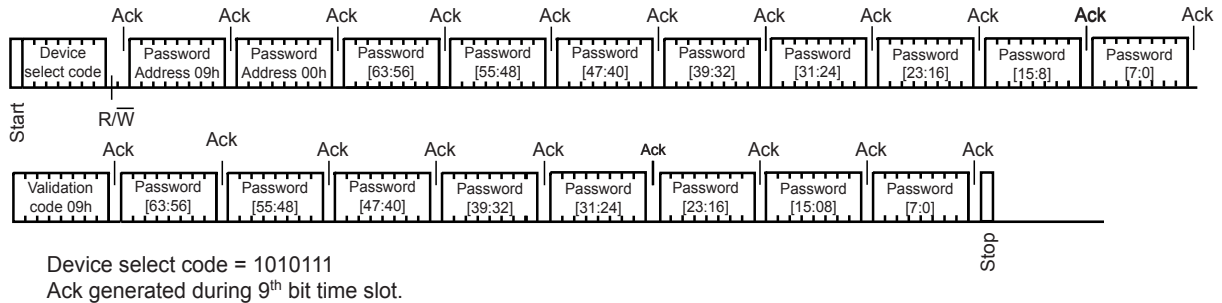 Ack Ack Ack Ack Ack Ack Ack Ack Ack Ack Ack
Device select code Password Address 09h Password Address 00h Password [63:56] Password [55:48] Password [47:40] Password [39:32] Password [31:24] Password [23:16] Password [15:8] Password [7:0]
Start R/W̅
Ack Ack Ack Ack Ack Ack Ack Ack Ack
Validation code 09h Password [63:56] Password [55:48] Password [47:40] Password [39:32] Password [31:24] Password [23:16] Password [15:08] Password [7:0]
Stop
Device select code = 1010111
Ack generated during 9th bit time slot.